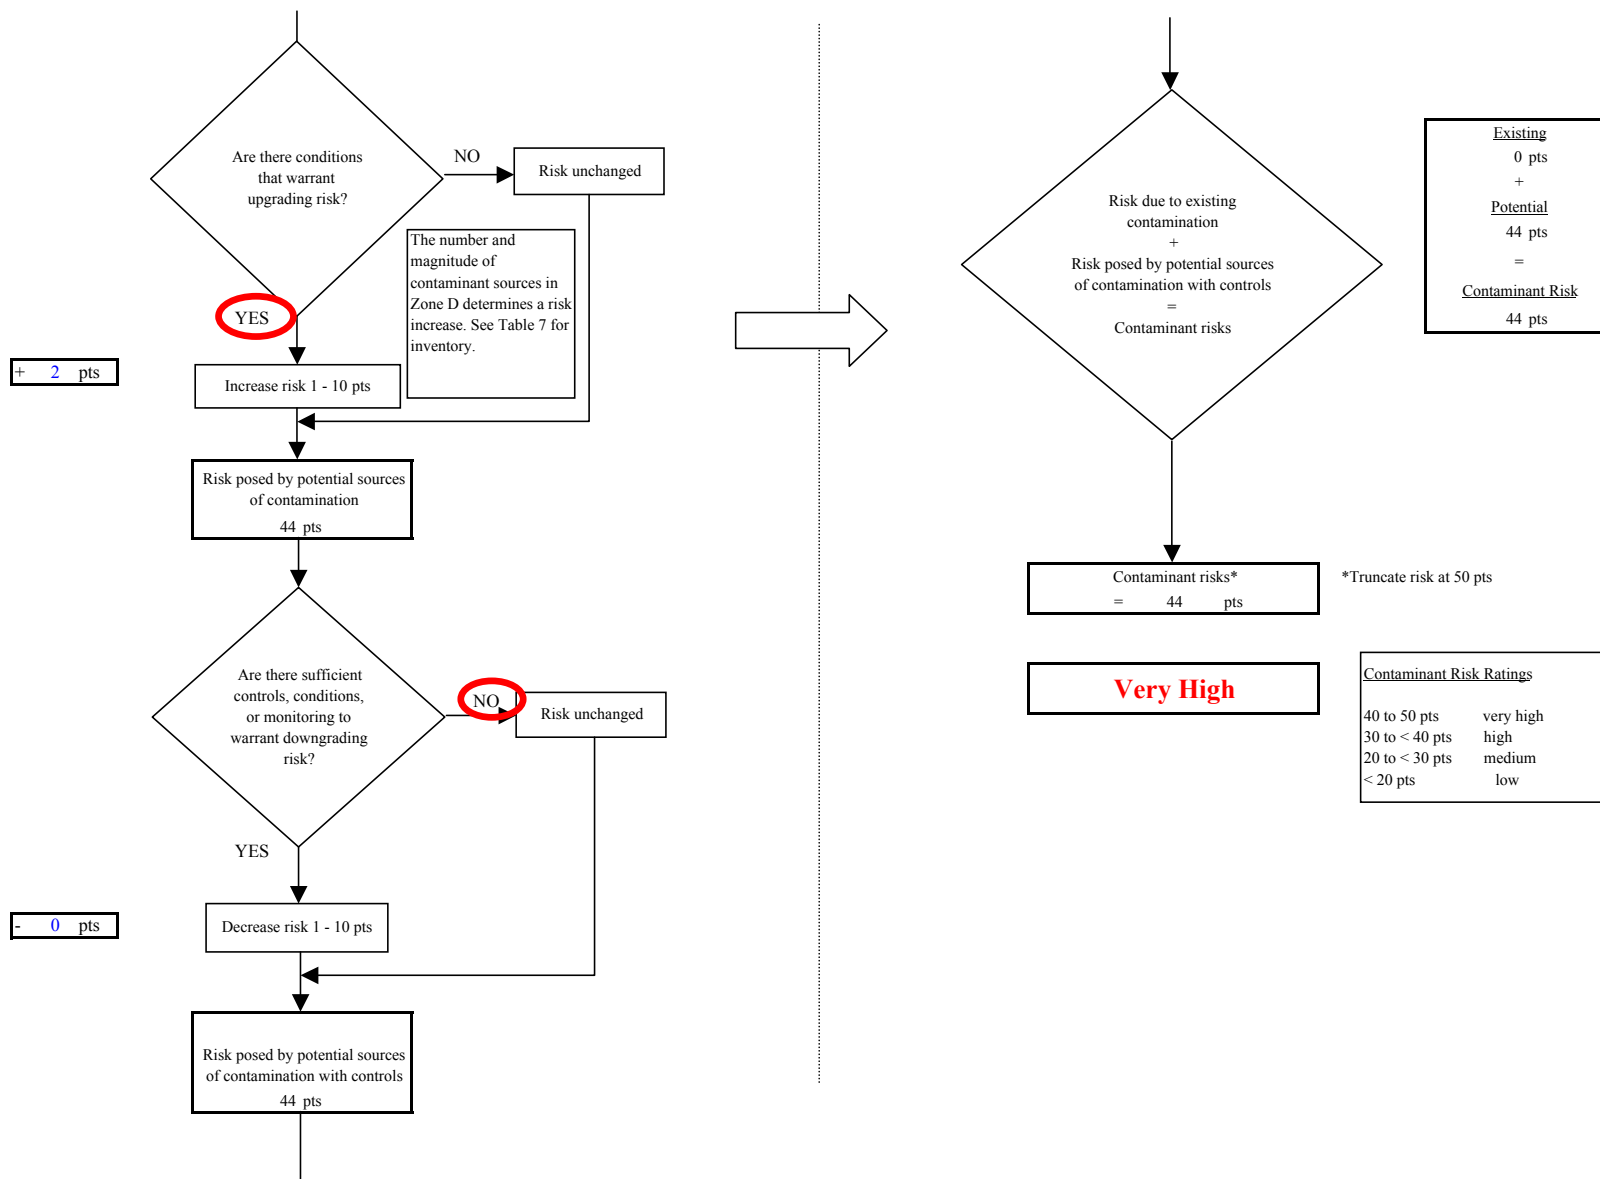 Are there conditions
that warrant
upgrading risk?
NO
Risk unchanged
The number and
magnitude of
contaminant sources in
Zone D determines a risk
increase. See Table 7 for
inventory.
YES
+ 2 pts
Increase risk 1 - 10 pts
Risk posed by potential sources
of contamination
44 pts
Are there sufficient
controls, conditions,
or monitoring to
warrant downgrading
risk?
NO
Risk unchanged
YES
- 0 pts
Decrease risk 1 - 10 pts
Risk posed by potential sources
of contamination with controls
44 pts
Risk due to existing
contamination
+
Risk posed by potential sources
of contamination with controls
=
Contaminant risks
Existing
0 pts
+
Potential
44 pts
=
Contaminant Risk
44 pts
Contaminant risks*
= 44 pts
*Truncate risk at 50 pts
Very High
Contaminant Risk Ratings
40 to 50 pts very high
30 to < 40 pts high
20 to < 30 pts medium
< 20 pts low